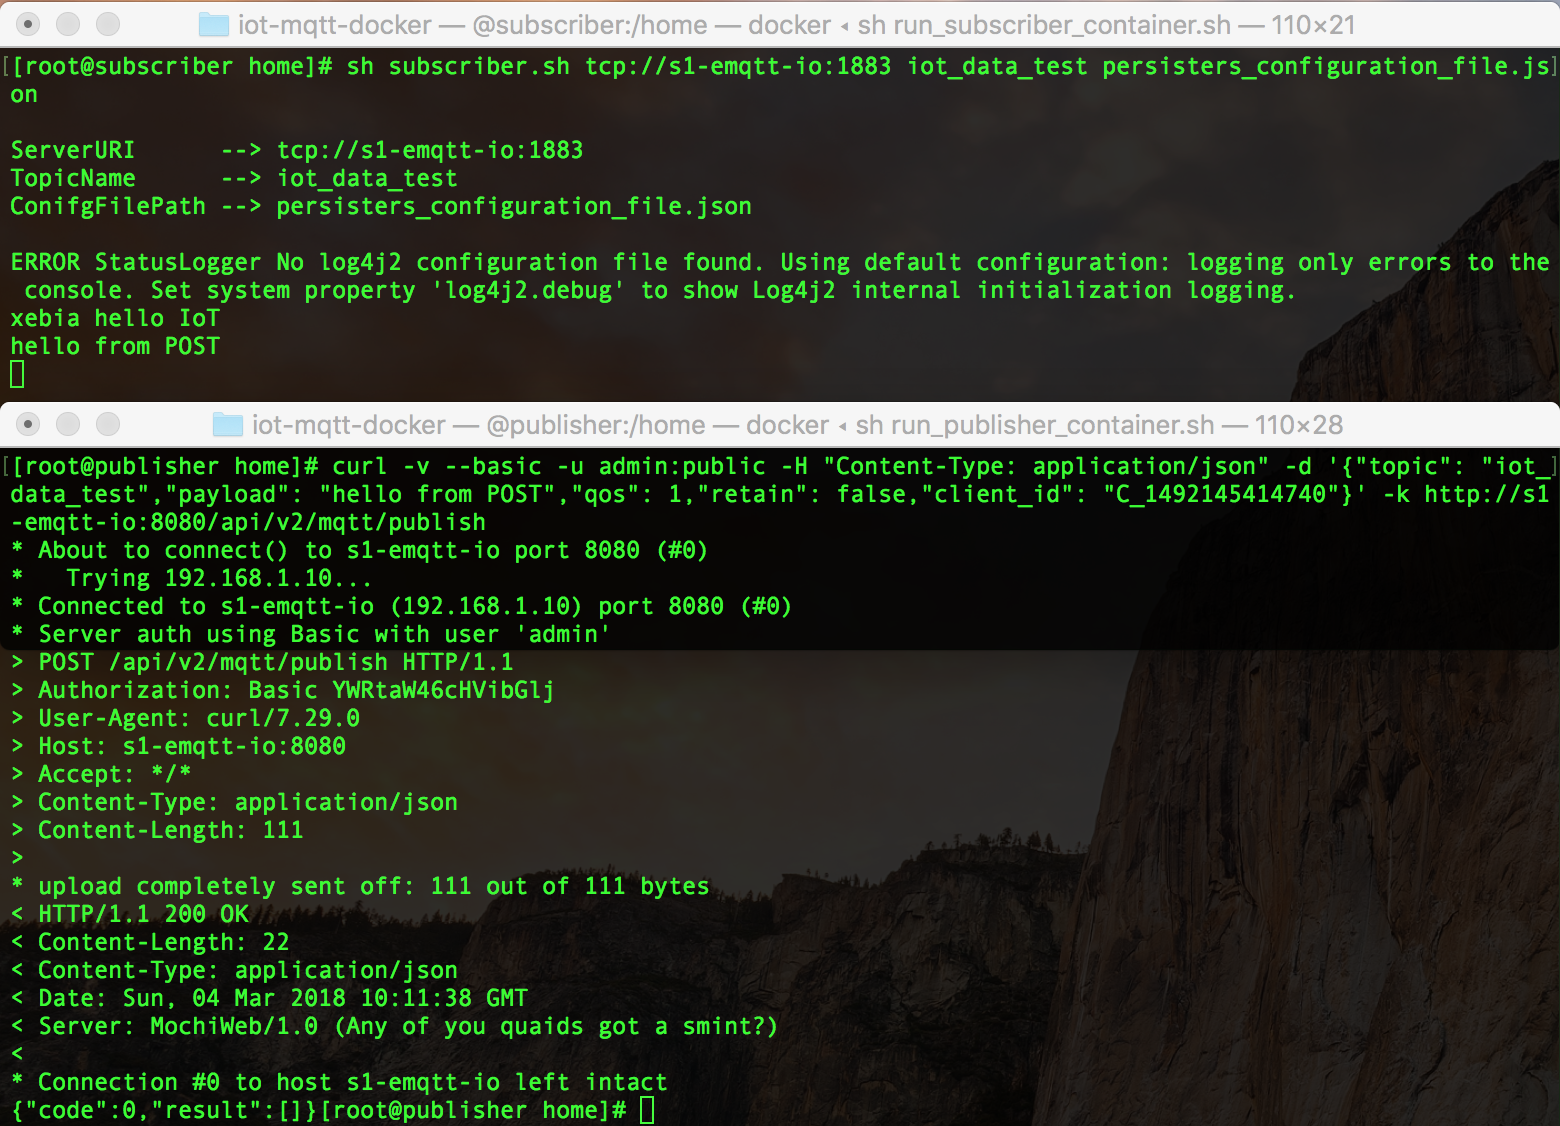 iot-mqtt-docker — @subscriber:/home — docker ◂ sh run_subscriber_container.sh — 110×21
[[root@subscriber home]# sh subscriber.sh tcp://s1-emqtt-io:1883 iot_data_test persisters_configuration_file.js]
on
ServerURI      --> tcp://s1-emqtt-io:1883
TopicName      --> iot_data_test
ConifgFilePath --> persisters_configuration_file.json
ERROR StatusLogger No log4j2 configuration file found. Using default configuration: logging only errors to the
 console. Set system property 'log4j2.debug' to show Log4j2 internal initialization logging.
xebia hello IoT
hello from POST
iot-mqtt-docker — @publisher:/home — docker ◂ sh run_publisher_container.sh — 110×28
[[root@publisher home]# curl -v --basic -u admin:public -H "Content-Type: application/json" -d '{"topic": "iot_]
data_test","payload": "hello from POST","qos": 1,"retain": false,"client_id": "C_1492145414740"}' -k http://s1
-emqtt-io:8080/api/v2/mqtt/publish
* About to connect() to s1-emqtt-io port 8080 (#0)
*   Trying 192.168.1.10...
* Connected to s1-emqtt-io (192.168.1.10) port 8080 (#0)
* Server auth using Basic with user 'admin'
> POST /api/v2/mqtt/publish HTTP/1.1
> Authorization: Basic YWRtaW46cHVibGlj
> User-Agent: curl/7.29.0
> Host: s1-emqtt-io:8080
> Accept: */*
> Content-Type: application/json
> Content-Length: 111
>
* upload completely sent off: 111 out of 111 bytes
< HTTP/1.1 200 OK
< Content-Length: 22
< Content-Type: application/json
< Date: Sun, 04 Mar 2018 10:11:38 GMT
< Server: MochiWeb/1.0 (Any of you quaids got a smint?)
<
* Connection #0 to host s1-emqtt-io left intact
{"code":0,"result":[]}[root@publisher home]#